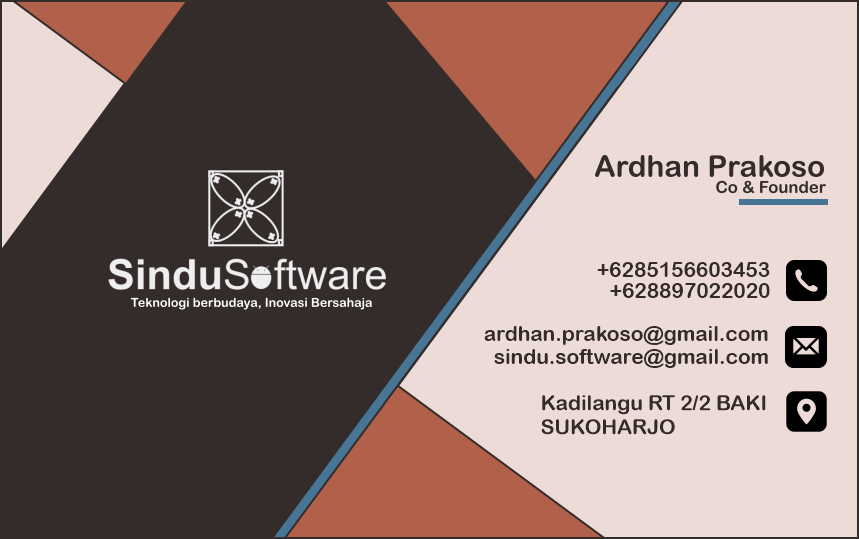 SinduSoftware
Teknologi berbudaya, Inovasi Bersahaja
Ardhan Prakoso
Co & Founder
+6285156603453
+628897022020
ardhan.prakoso@gmail.com
sindu.software@gmail.com
Kadilangu RT 2/2 BAKI
SUKOHARJO